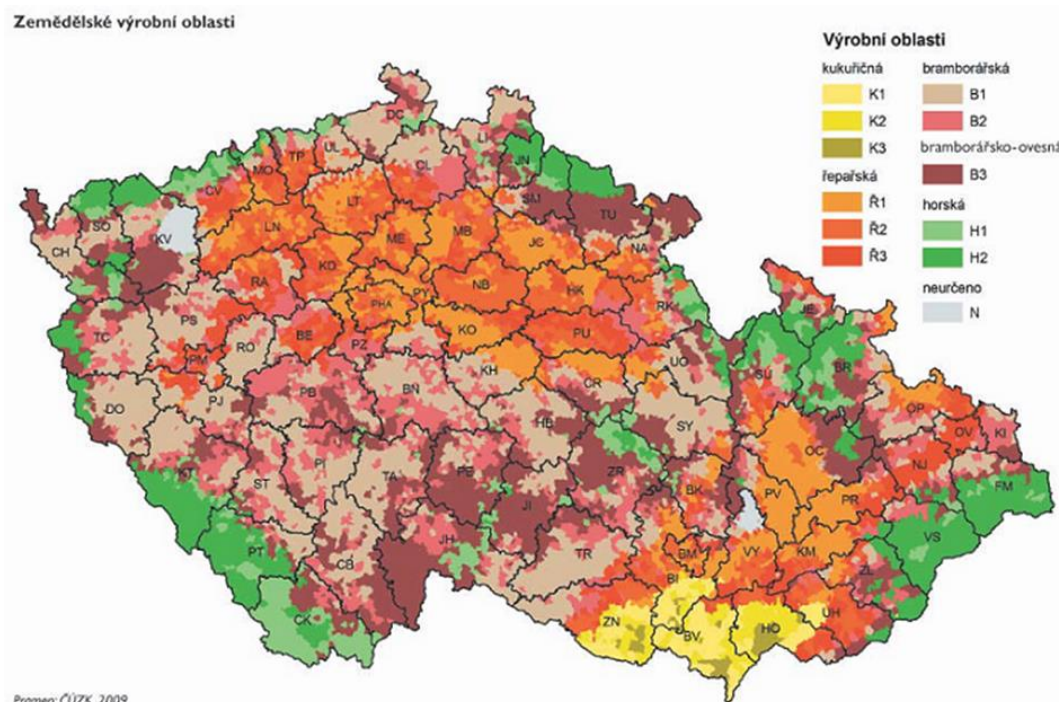 Zemědělské výrobní oblasti
Výrobní oblasti
kukuřičná
K1
K2
K3
řepařská
Ř1
Ř2
Ř3
bramborářská
B1
B2
bramborářsko-ovesná
B3
horská
H1
H2
neurčeno
N
DC
LI
UL
CL
TP
MO
JN
CV
LT
SM
TU
SO
KV
LN
ME
MB
JC
NA
CH
RA
KD
PY
NB
HK
RK
PHA
JE
TC
PS
BE
PZ
KO
PU
SU
BR
PM
RO
KH
CR
UO
OP
DO
PJ
PB
BN
HB
SY
OC
OV
KI
NJ
KT
ST
PI
TA
PE
ZR
BK
PV
PR
FM
JI
VS
PT
JH
TR
BM
VY
KM
CB
BI
ZL
CK
ZN
BV
HO
UH
Pramen: ČÚZK, 2009